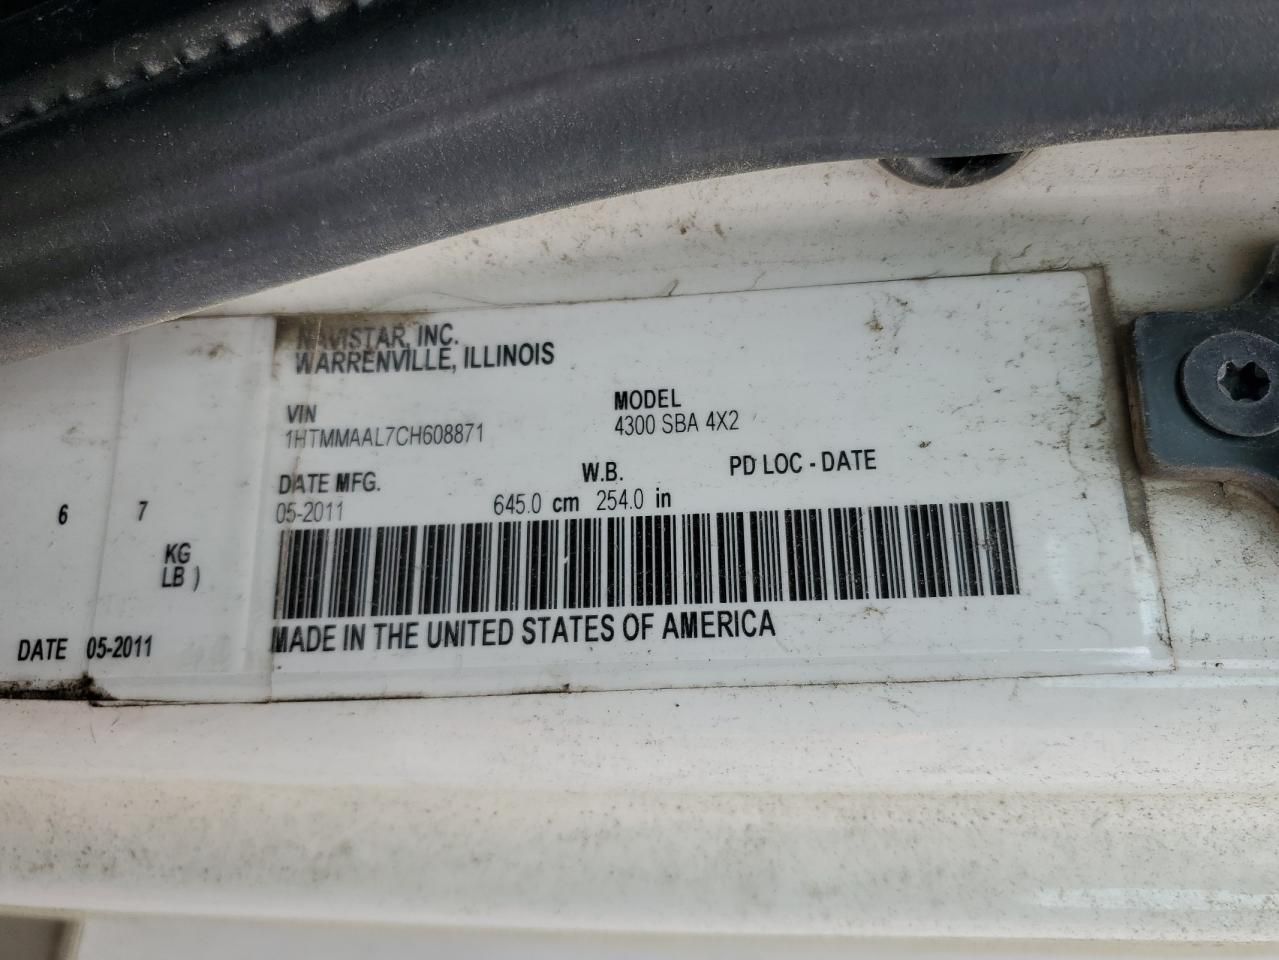 NAVISTAR, INC.
WARRENVILLE, ILLINOIS
VIN
1HTMMAAL7CH608871
MODEL
4300 SBA 4X2
DATE MFG.
05-2011
W.B.
645.0 cm 254.0 in
PD LOC - DATE
MADE IN THE UNITED STATES OF AMERICA
6 7
KG
LB )
DATE 05-2011